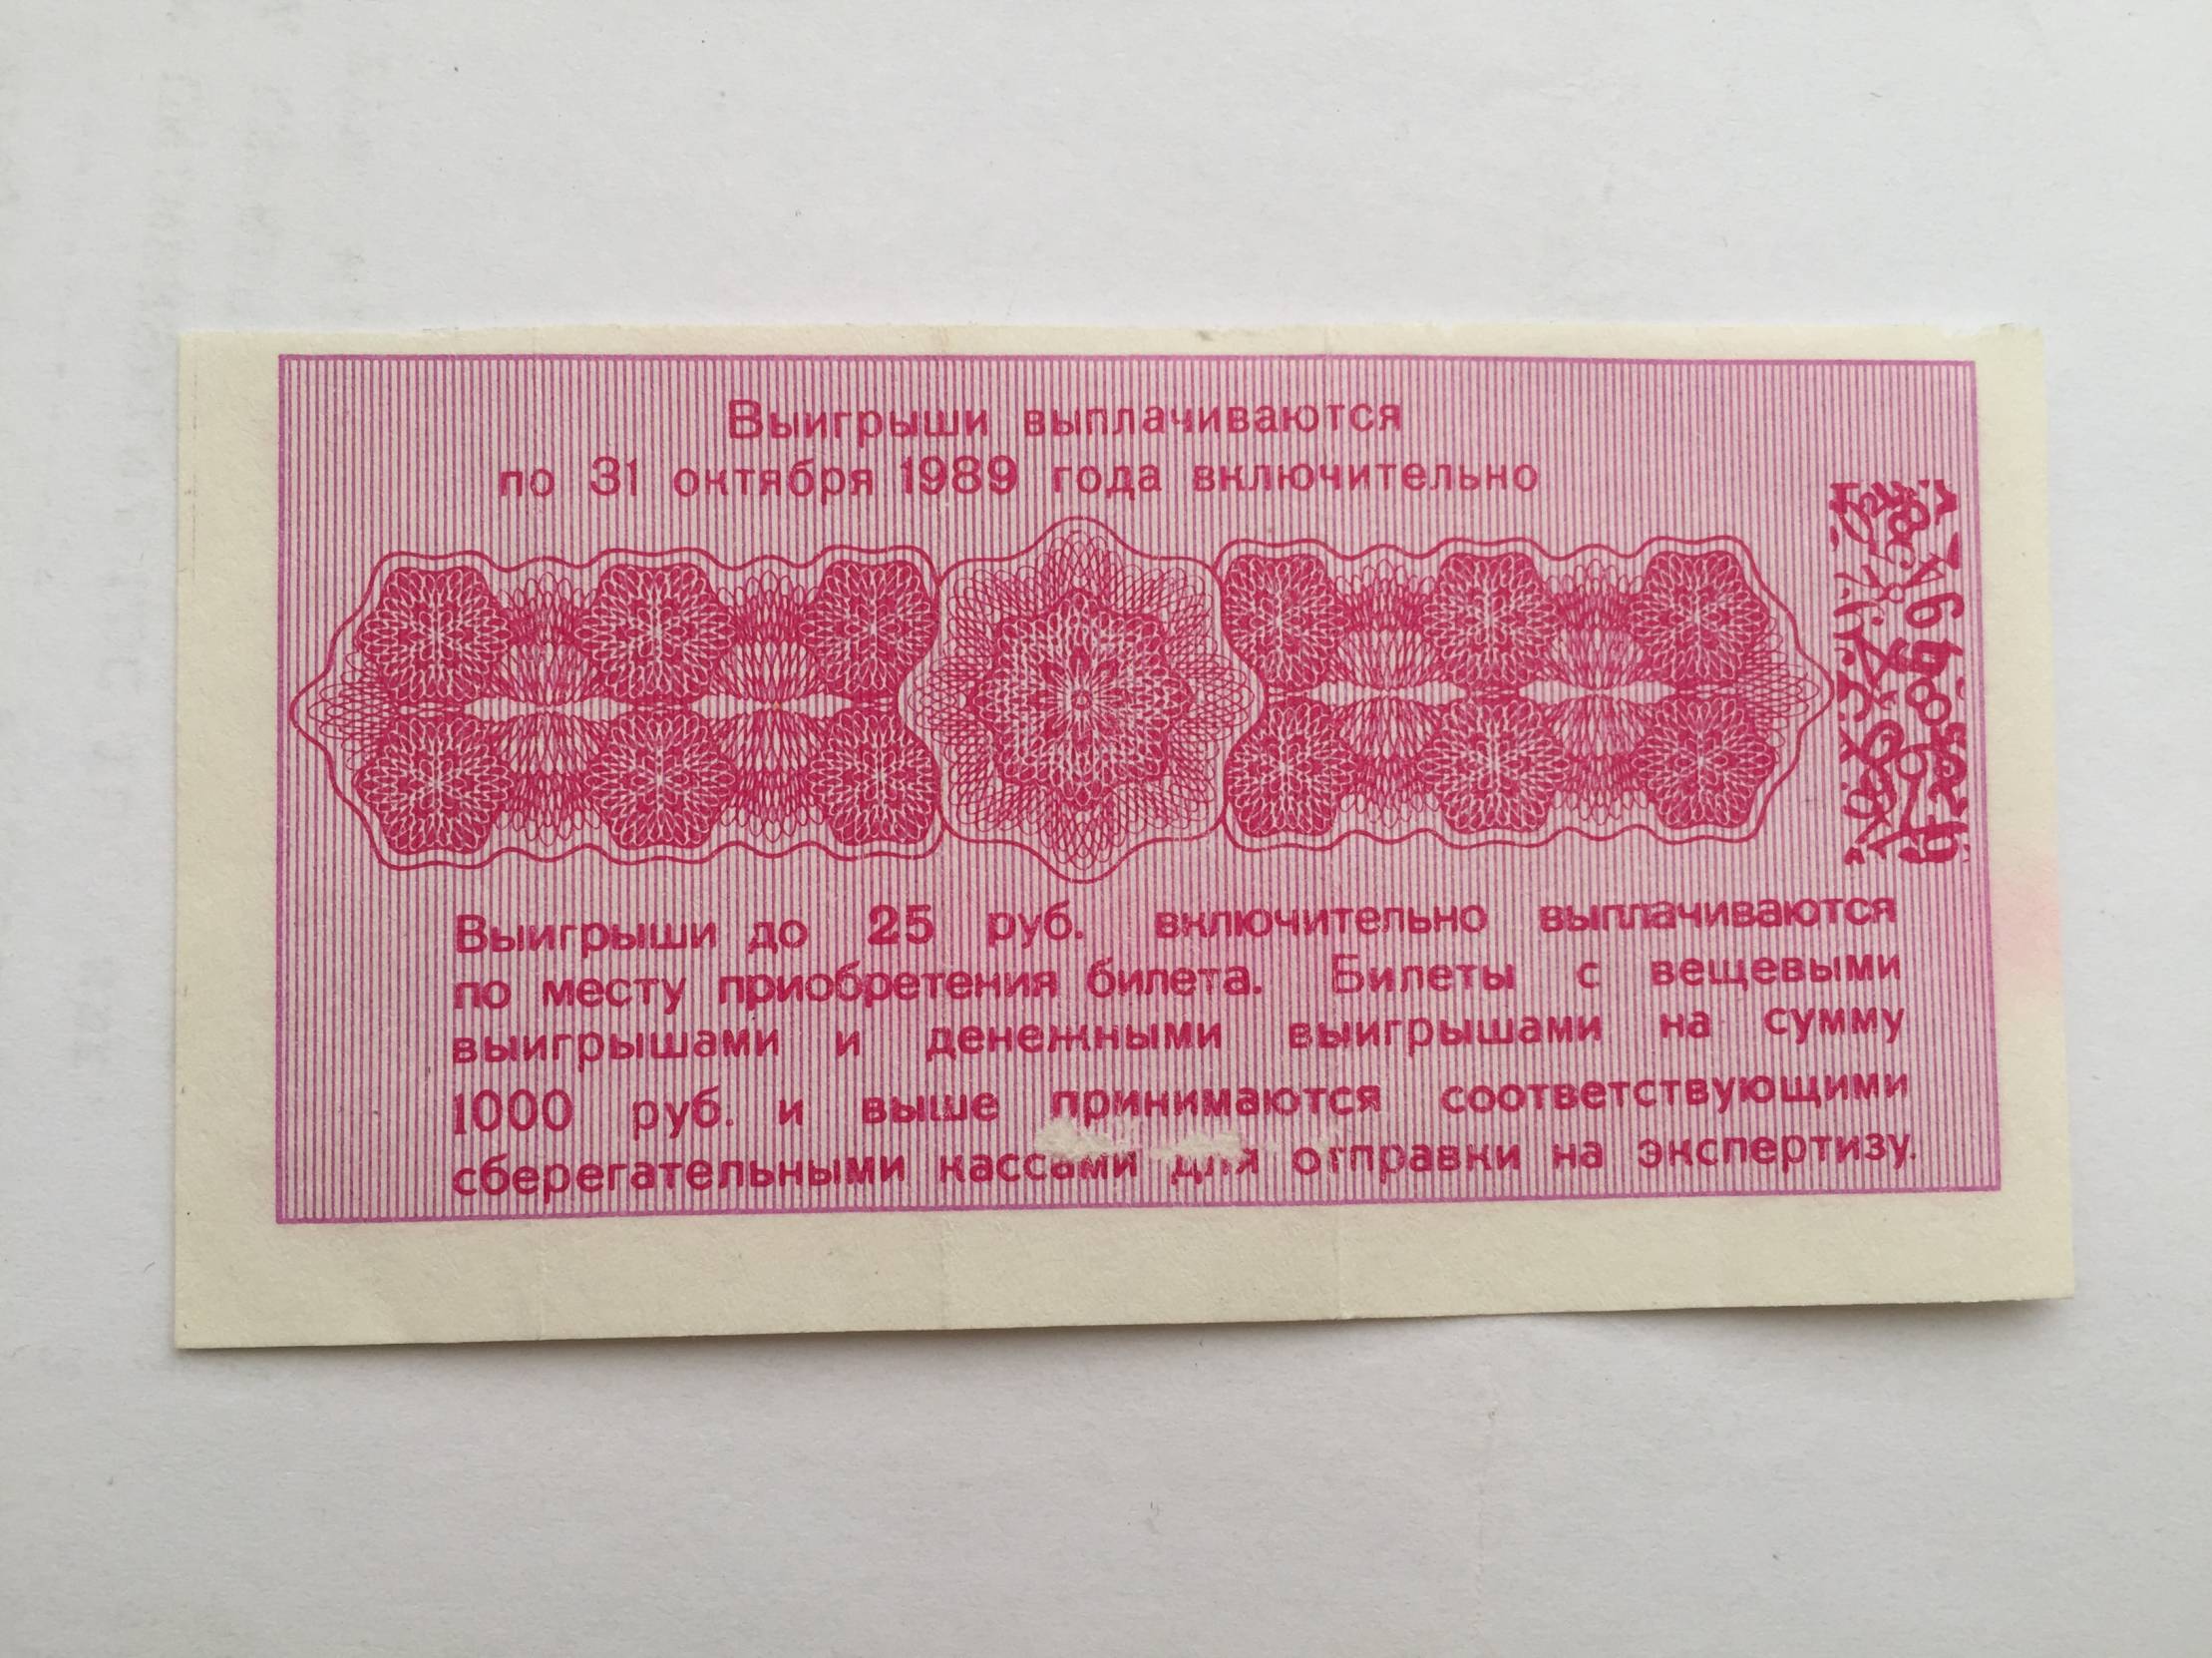 Выигрыши выплачиваются
по 31 октября 1989 года включительно
Выигрыши до 25 руб. включительно выплачиваются
по месту приобретения билета. Билеты с вещевыми
выигрышами и денежными выигрышами на сумму
1000 руб. и выше принимаются соответствующими
сберегательными кассами для отправки на экспертизу.